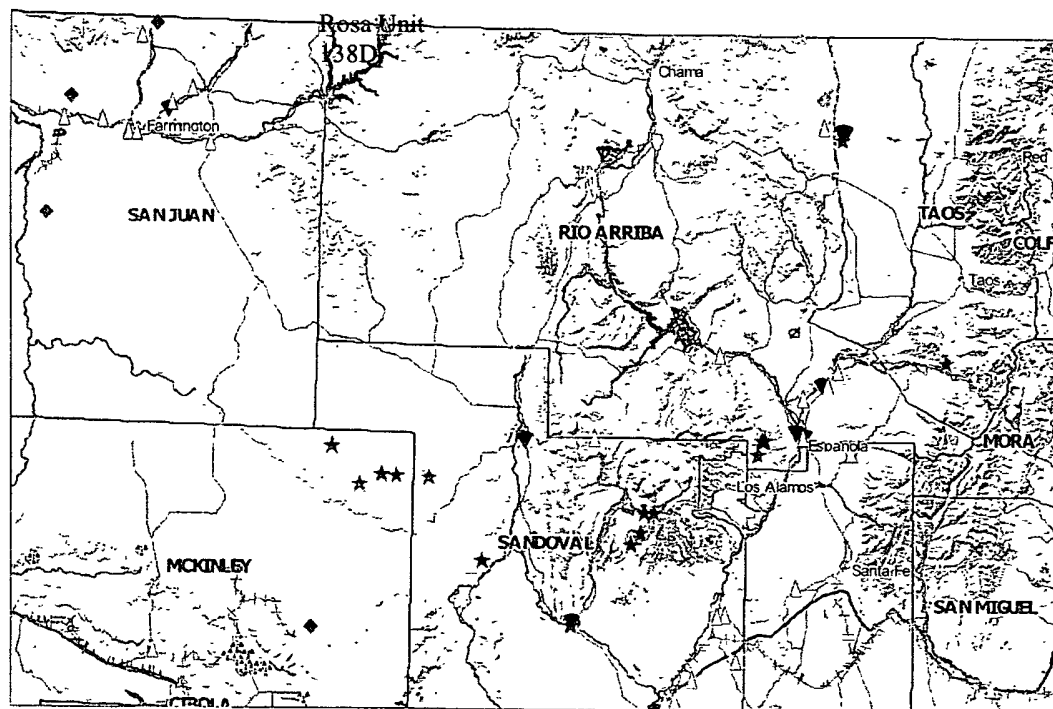 Rosa Unit
138D
Chama
Farmington
Red
SAN JUAN
TAOS
RIO ARRIBA
COLF
Taos
MORA
Española
Los Alamos
SANDOVAL
MCKINLEY
Santa Fe
SAN MIGUEL
CIBOLA